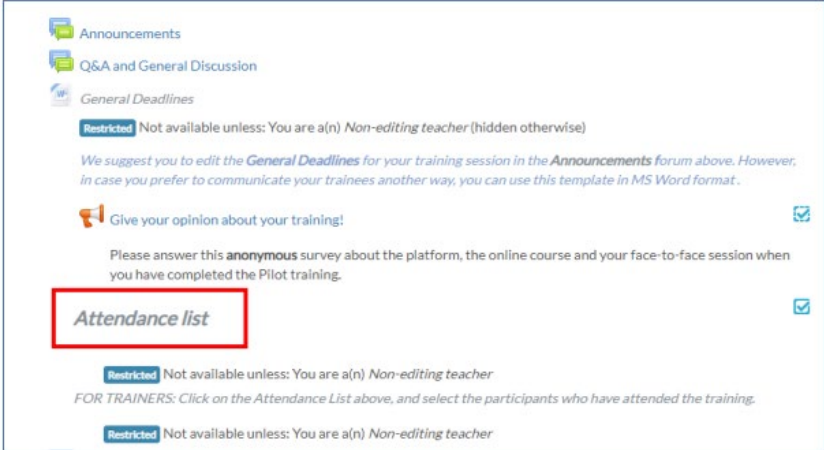 Announcements
Q&A and General Discussion
General Deadlines
Restricted Not available unless: You are a(n) Non-editing teacher (hidden otherwise)
We suggest you to edit the General Deadlines for your training session in the Announcements forum above. However,
in case you prefer to communicate your trainees another way, you can use this template in MS Word format .
Give your opinion about your training!
Please answer this anonymous survey about the platform, the online course and your face-to-face session when
you have completed the Pilot training.
Attendance list
Restricted Not available unless: You are a(n) Non-editing teacher
FOR TRAINERS: Click on the Attendance List above, and select the participants who have attended the training.
Restricted Not available unless: You are a(n) Non-editing teacher